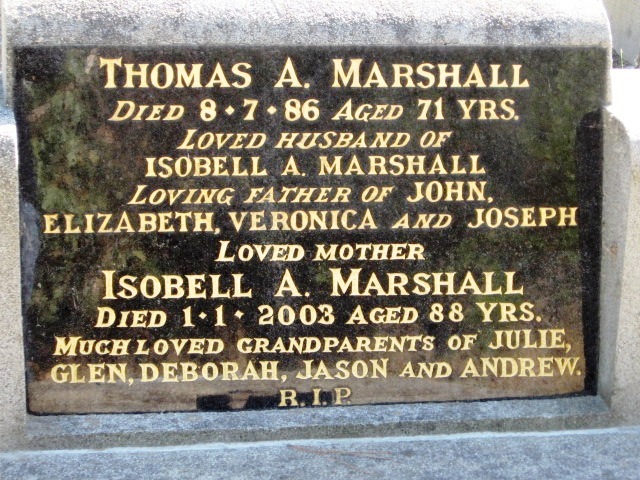 THOMAS A. MARSHALL
DIED 8·7·86 AGED 71 YRS.
LOVED HUSBAND OF
ISOBELL A. MARSHALL
LOVING FATHER OF JOHN,
ELIZABETH, VERONICA AND JOSEPH
LOVED MOTHER
ISOBELL A. MARSHALL
DIED 1·1· 2003 AGED 88 YRS.
MUCH LOVED GRANDPARENTS OF JULIE,
GLEN, DEBORAH, JASON AND ANDREW.
R.I.P.